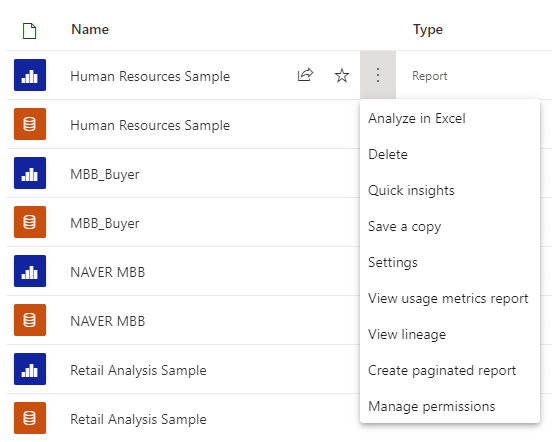 Name Type
Human Resources Sample Report
Analyze in Excel
Human Resources Sample
Delete
MBB_Buyer
Quick insights
MBB_Buyer
Save a copy
NAVER MBB
Settings
NAVER MBB
View usage metrics report
View lineage
Retail Analysis Sample
Create paginated report
Retail Analysis Sample
Manage permissions